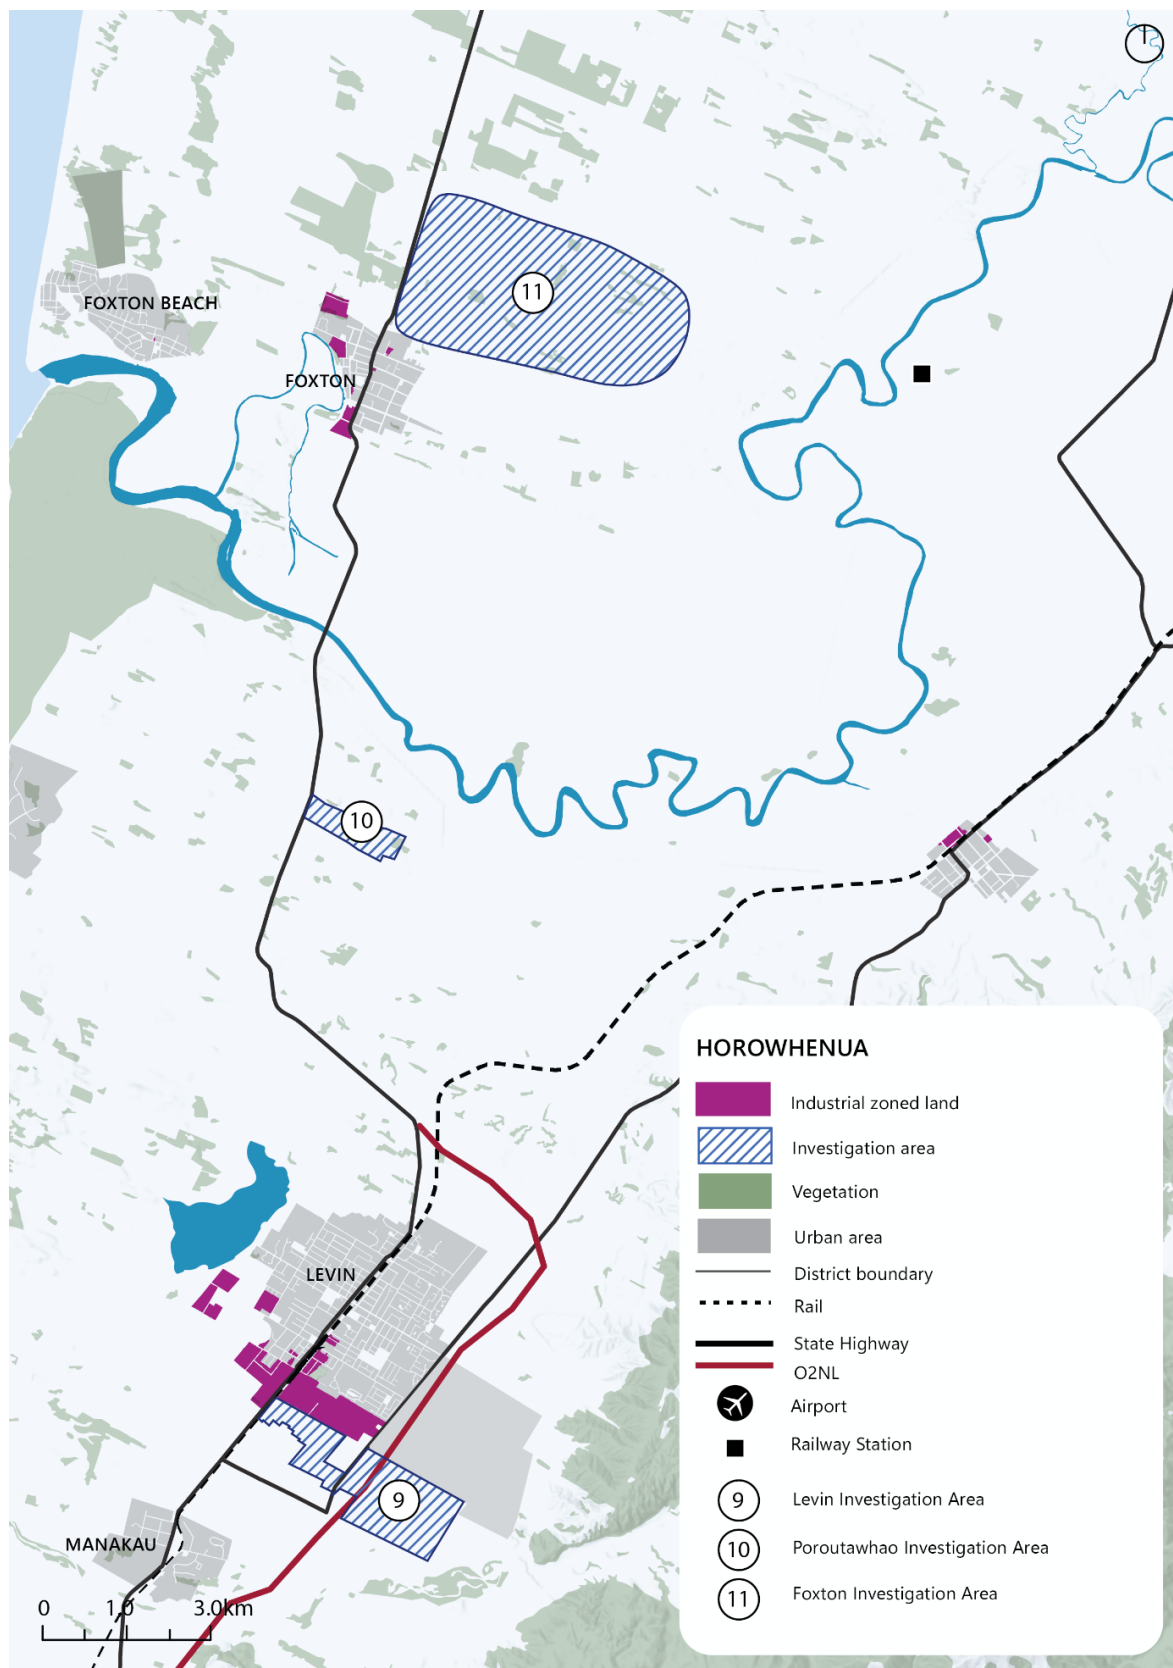 11
FOXTON BEACH
FOXTON
10
LEVIN
9
MANAKAU
0 1.0 3.0km
HOROWHENUA
Industrial zoned land
Investigation area
Vegetation
Urban area
District boundary
Rail
State Highway
O2NL
Airport
Railway Station
9 Levin Investigation Area
10 Poroutawhao Investigation Area
11 Foxton Investigation Area